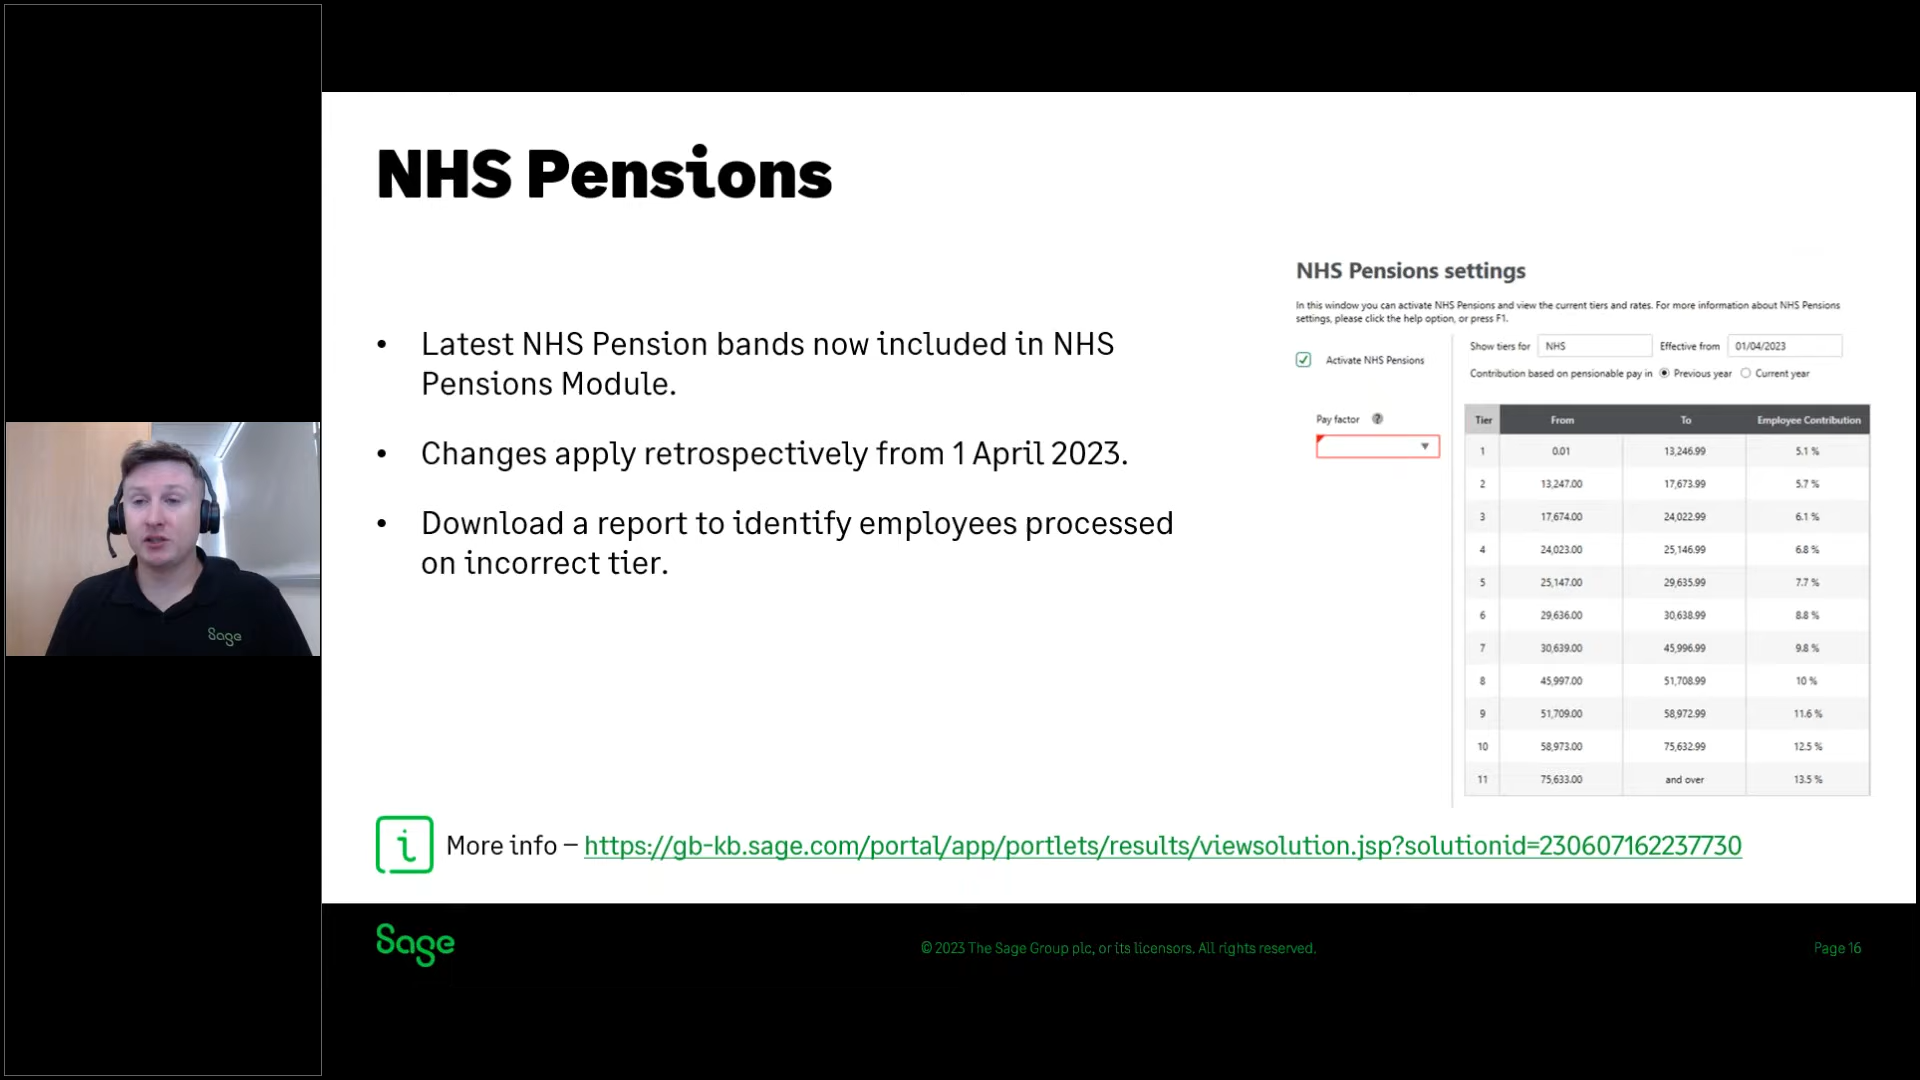 NHS Pensions
• Latest NHS Pension bands now included in NHS
Pensions Module.
• Changes apply retrospectively from 1 April 2023.
• Download a report to identify employees processed
on incorrect tier.
NHS Pensions settings
In this window you can activate NHS Pensions and view the current tiers and rates. For more information about NHS Pensions
settings, please click the help option, or press F1.
Activate NHS Pensions
Pay factor ?
Show tiers for NHS Effective from 01/04/2023
Contribution based on pensionable pay in Previous year Current year
Tier From To Employee Contribution
1 0.01 13,246.99 5.1 %
2 13,247.00 17,673.99 5.7 %
3 17,674.00 24,022.99 6.1 %
4 24,023.00 25,146.99 6.8 %
5 25,147.00 29,635.99 7.7 %
6 29,636.00 30,638.99 8.8 %
7 30,639.00 45,996.99 9.8 %
8 45,997.00 51,708.99 10 %
9 51,709.00 58,972.99 11.6 %
10 58,973.00 75,632.99 12.5 %
11 75,633.00 and over 13.5 %
i More info – https://gb-kb.sage.com/portal/app/portlets/results/viewsolution.jsp?solutionid=230607162237730
Sage
© 2023 The Sage Group plc, or its licensors. All rights reserved.
Page 16
Sage